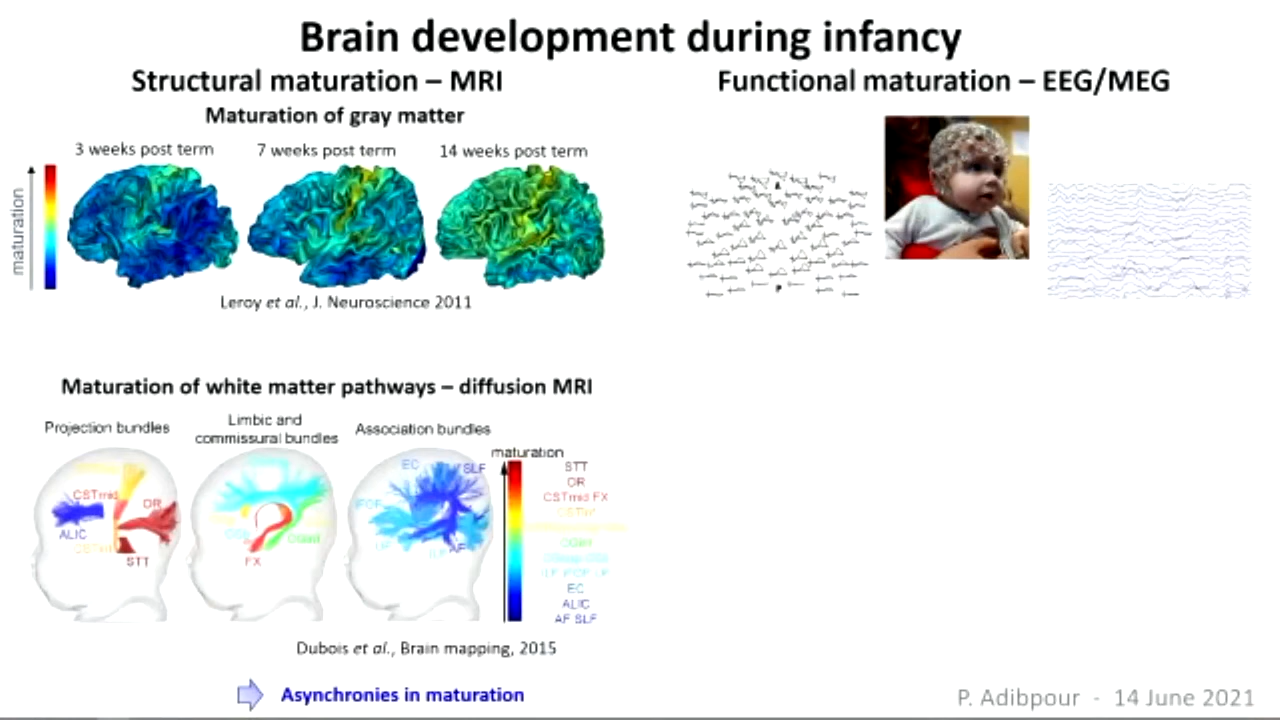 Brain development during infancy
Structural maturation – MRI
Maturation of gray matter
3 weeks post term
7 weeks post term
14 weeks post term
maturation
Leroy et al., J. Neuroscience 2011
Maturation of white matter pathways – diffusion MRI
Projection bundles
Limbic and
commissural bundles
Association bundles
CSTmid
OR
ALIC
STT
FX
EC
SLF
AF
maturation
STT
OR
CSTmid FX
EC
ALIC
AF SLF
Dubois et al., Brain mapping, 2015
Asynchronies in maturation
Functional maturation – EEG/MEG
P. Adibpour - 14 June 2021